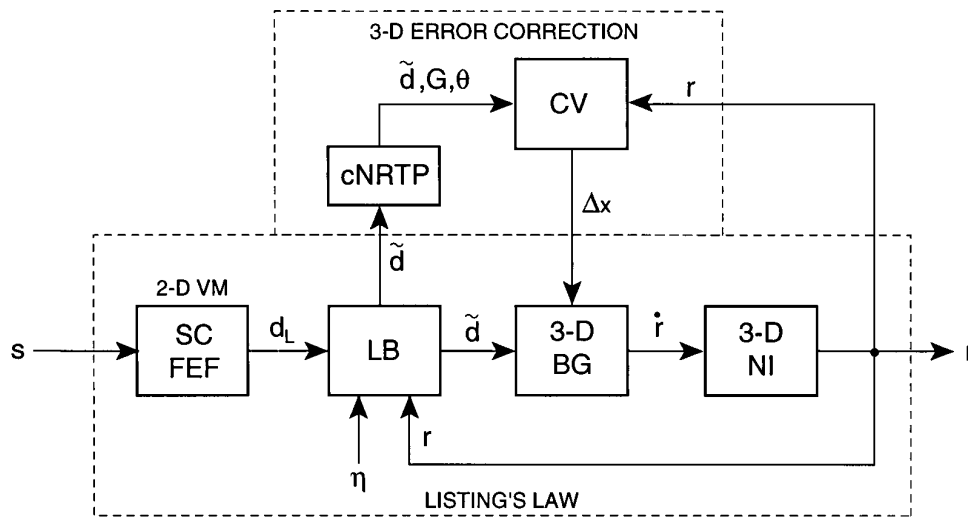 3-D ERROR CORRECTION
d̃,G,θ
CV
r
cNRTP
Δx
d̃
2-D VM
s
SC
FEF
d_L
LB
d̃
3-D
BG
ṙ
3-D
NI
r
η
LISTING'S LAW